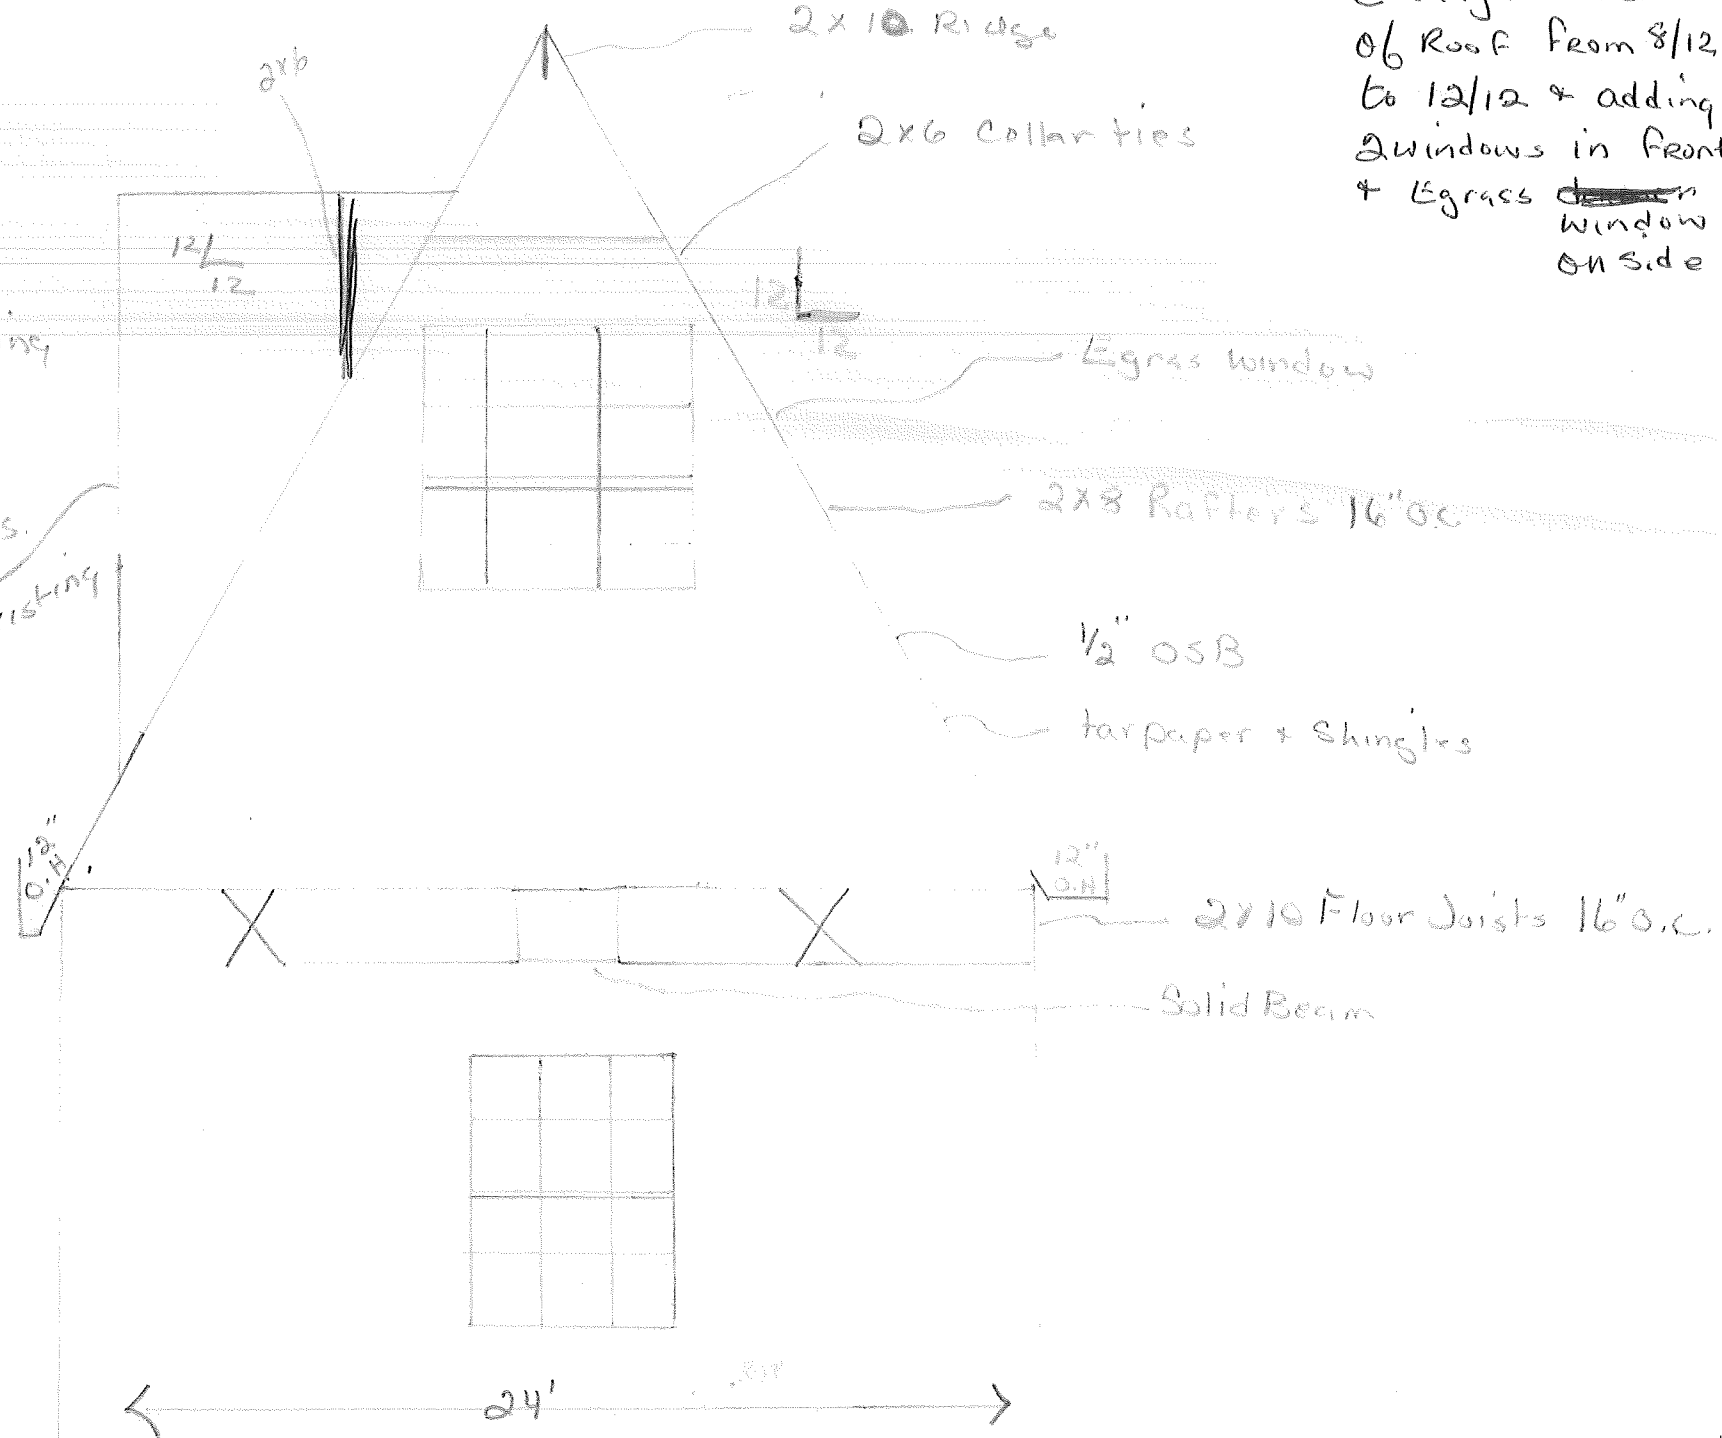 2x10 Ridge
of Roof from 8/12
to 12/12 & adding
2 windows in front
& Egrass
window
on side
2x6
2x6 Collar ties
12/
12
12
12
Egras window
2x8 Rafters 16" O.C
1/2" OSB
tar paper & Shingles
12"
O.H
12"
O.H
2x10 Floor Joists 16" O.C.
Solid Beam
24'